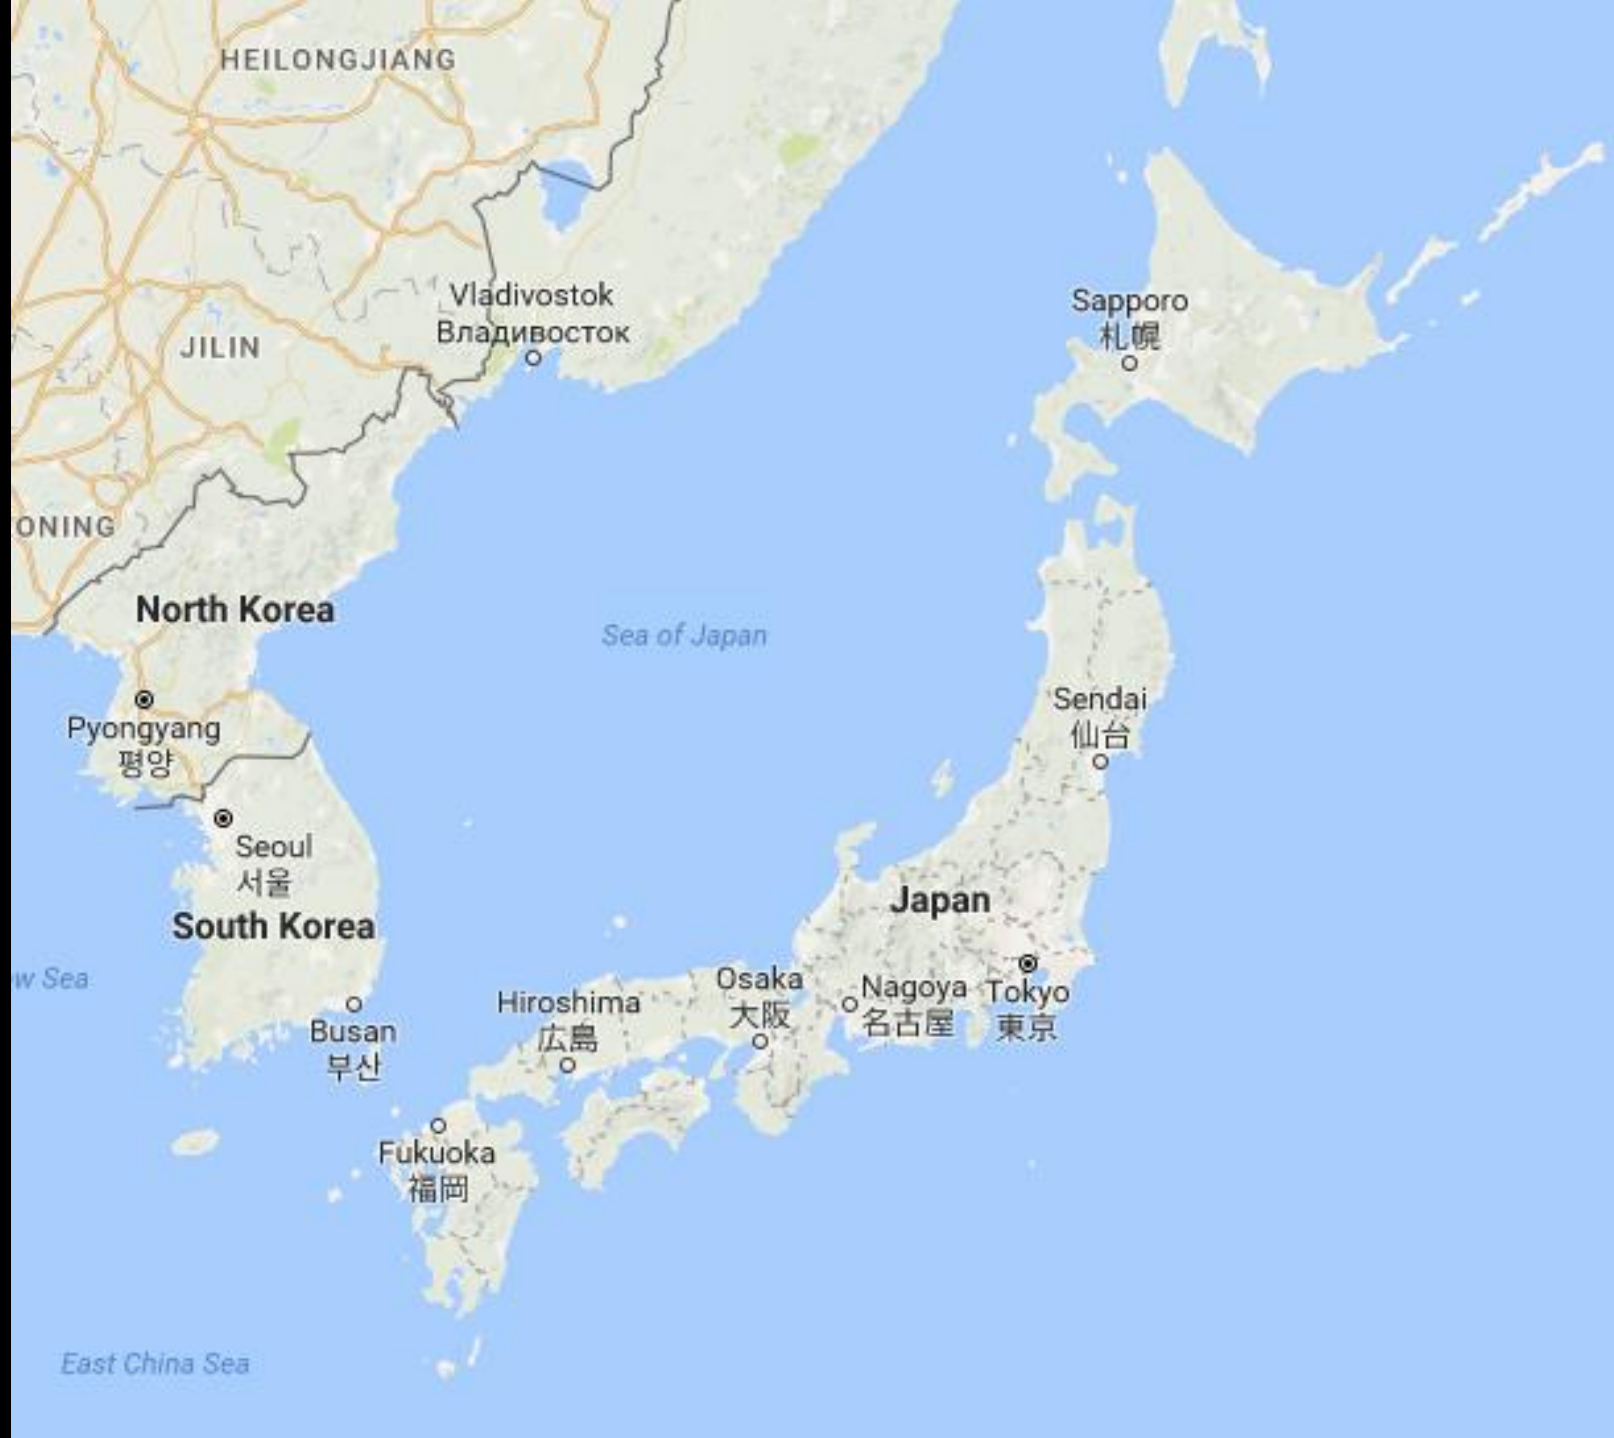 HEILONGJIANG
Vladivostok
Владивосток
Sapporo
札幌
JILIN
ONING
North Korea
Sea of Japan
Pyongyang
평양
Sendai
仙台
Seoul
서울
South Korea
Japan
w Sea
Busan
부산
Hiroshima
広島
Osaka
大阪
Nagoya
名古屋
Tokyo
東京
Fukuoka
福岡
East China Sea